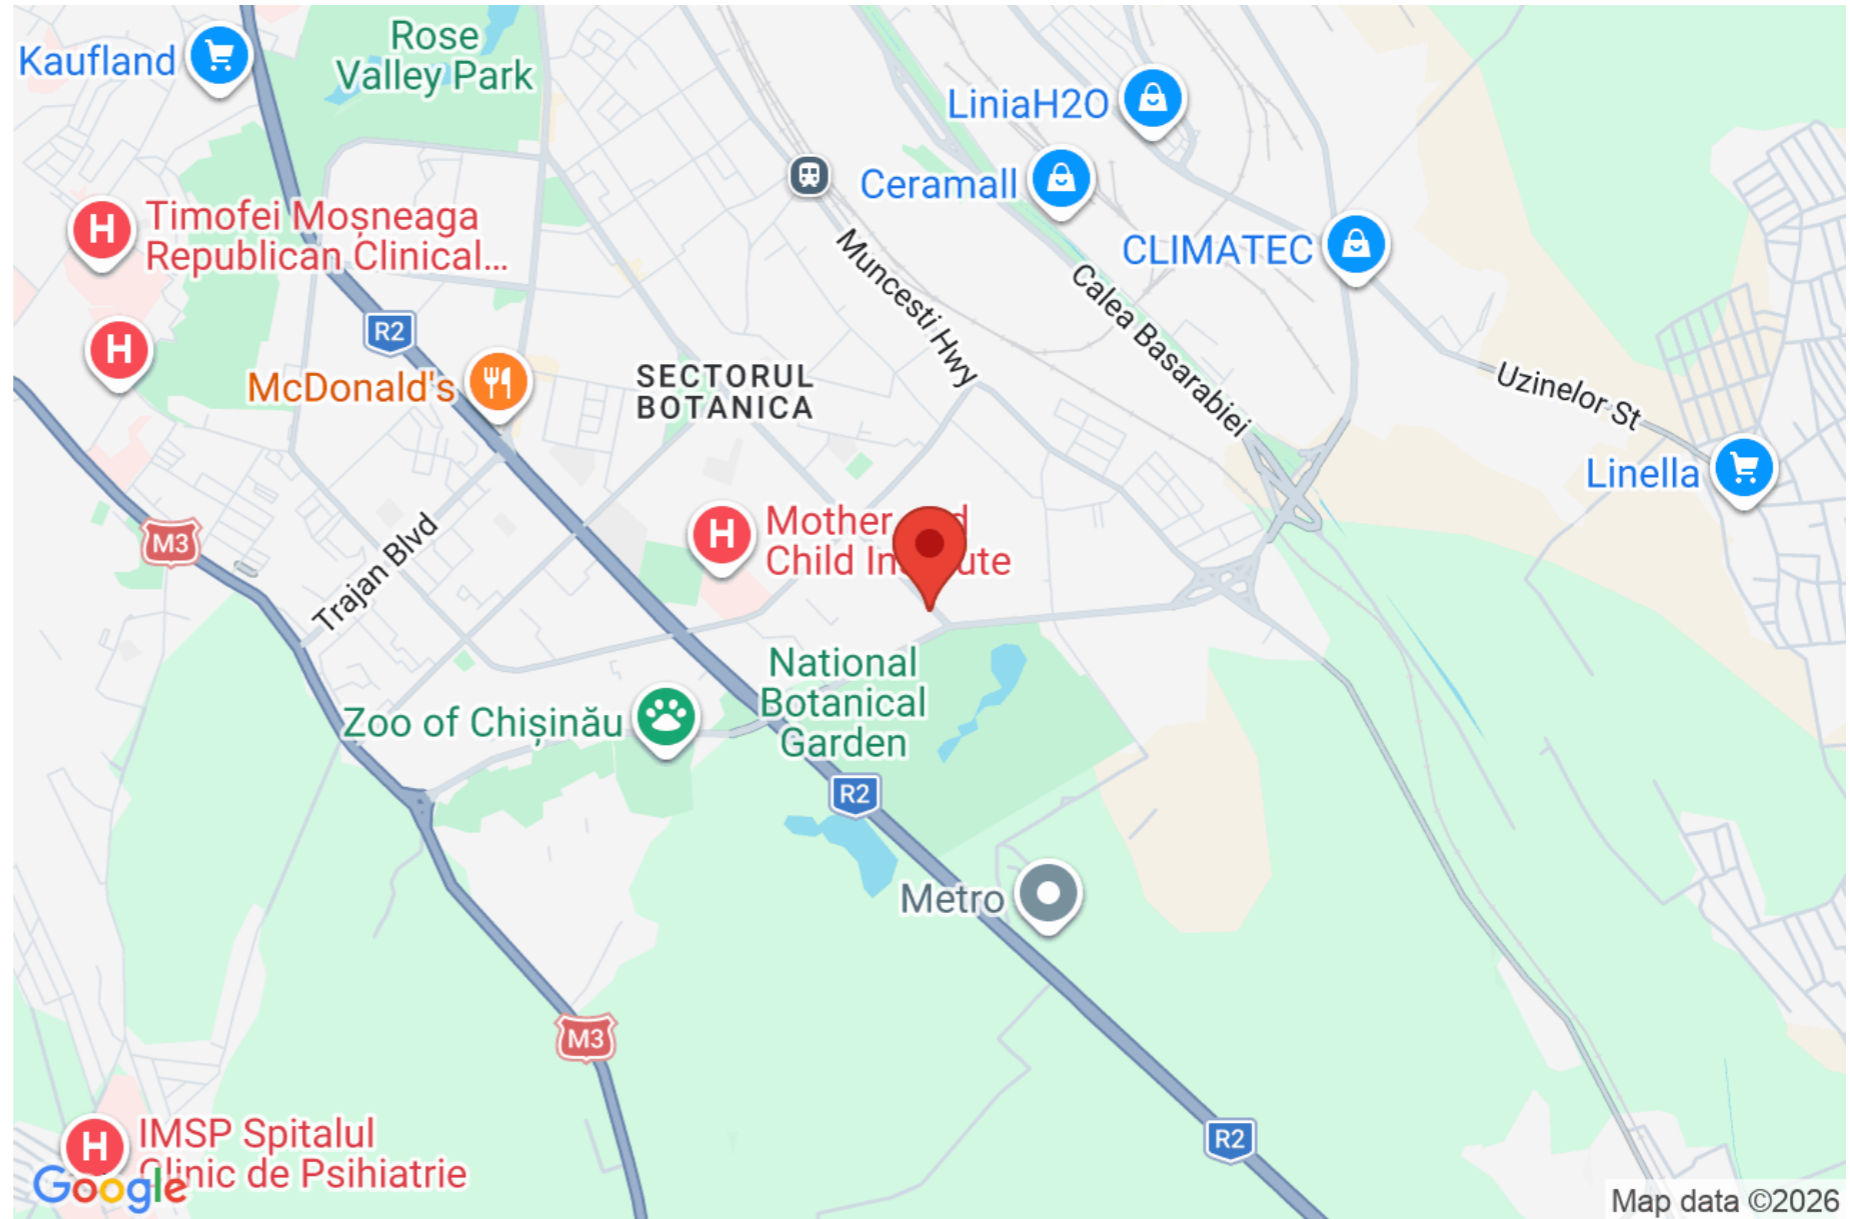 Kaufland
Rose
Valley Park
LiniaH2O
Ceramall
CLIMATEC
H
Timofei Moșneaga
Republican Clinical...
Muncesti Hwy
Calea Basarabiei
H
R2
McDonald's
SECTORUL
BOTANICA
Uzinelor St
Linella
M3
Trajan Blvd
H
Mother
Child In ute
National
Botanical
Garden
Zoo of Chișinău
R2
Metro
M3
R2
H
IMSP Spitalul
Clinic de Psihiatrie
Google
Map data ©2026